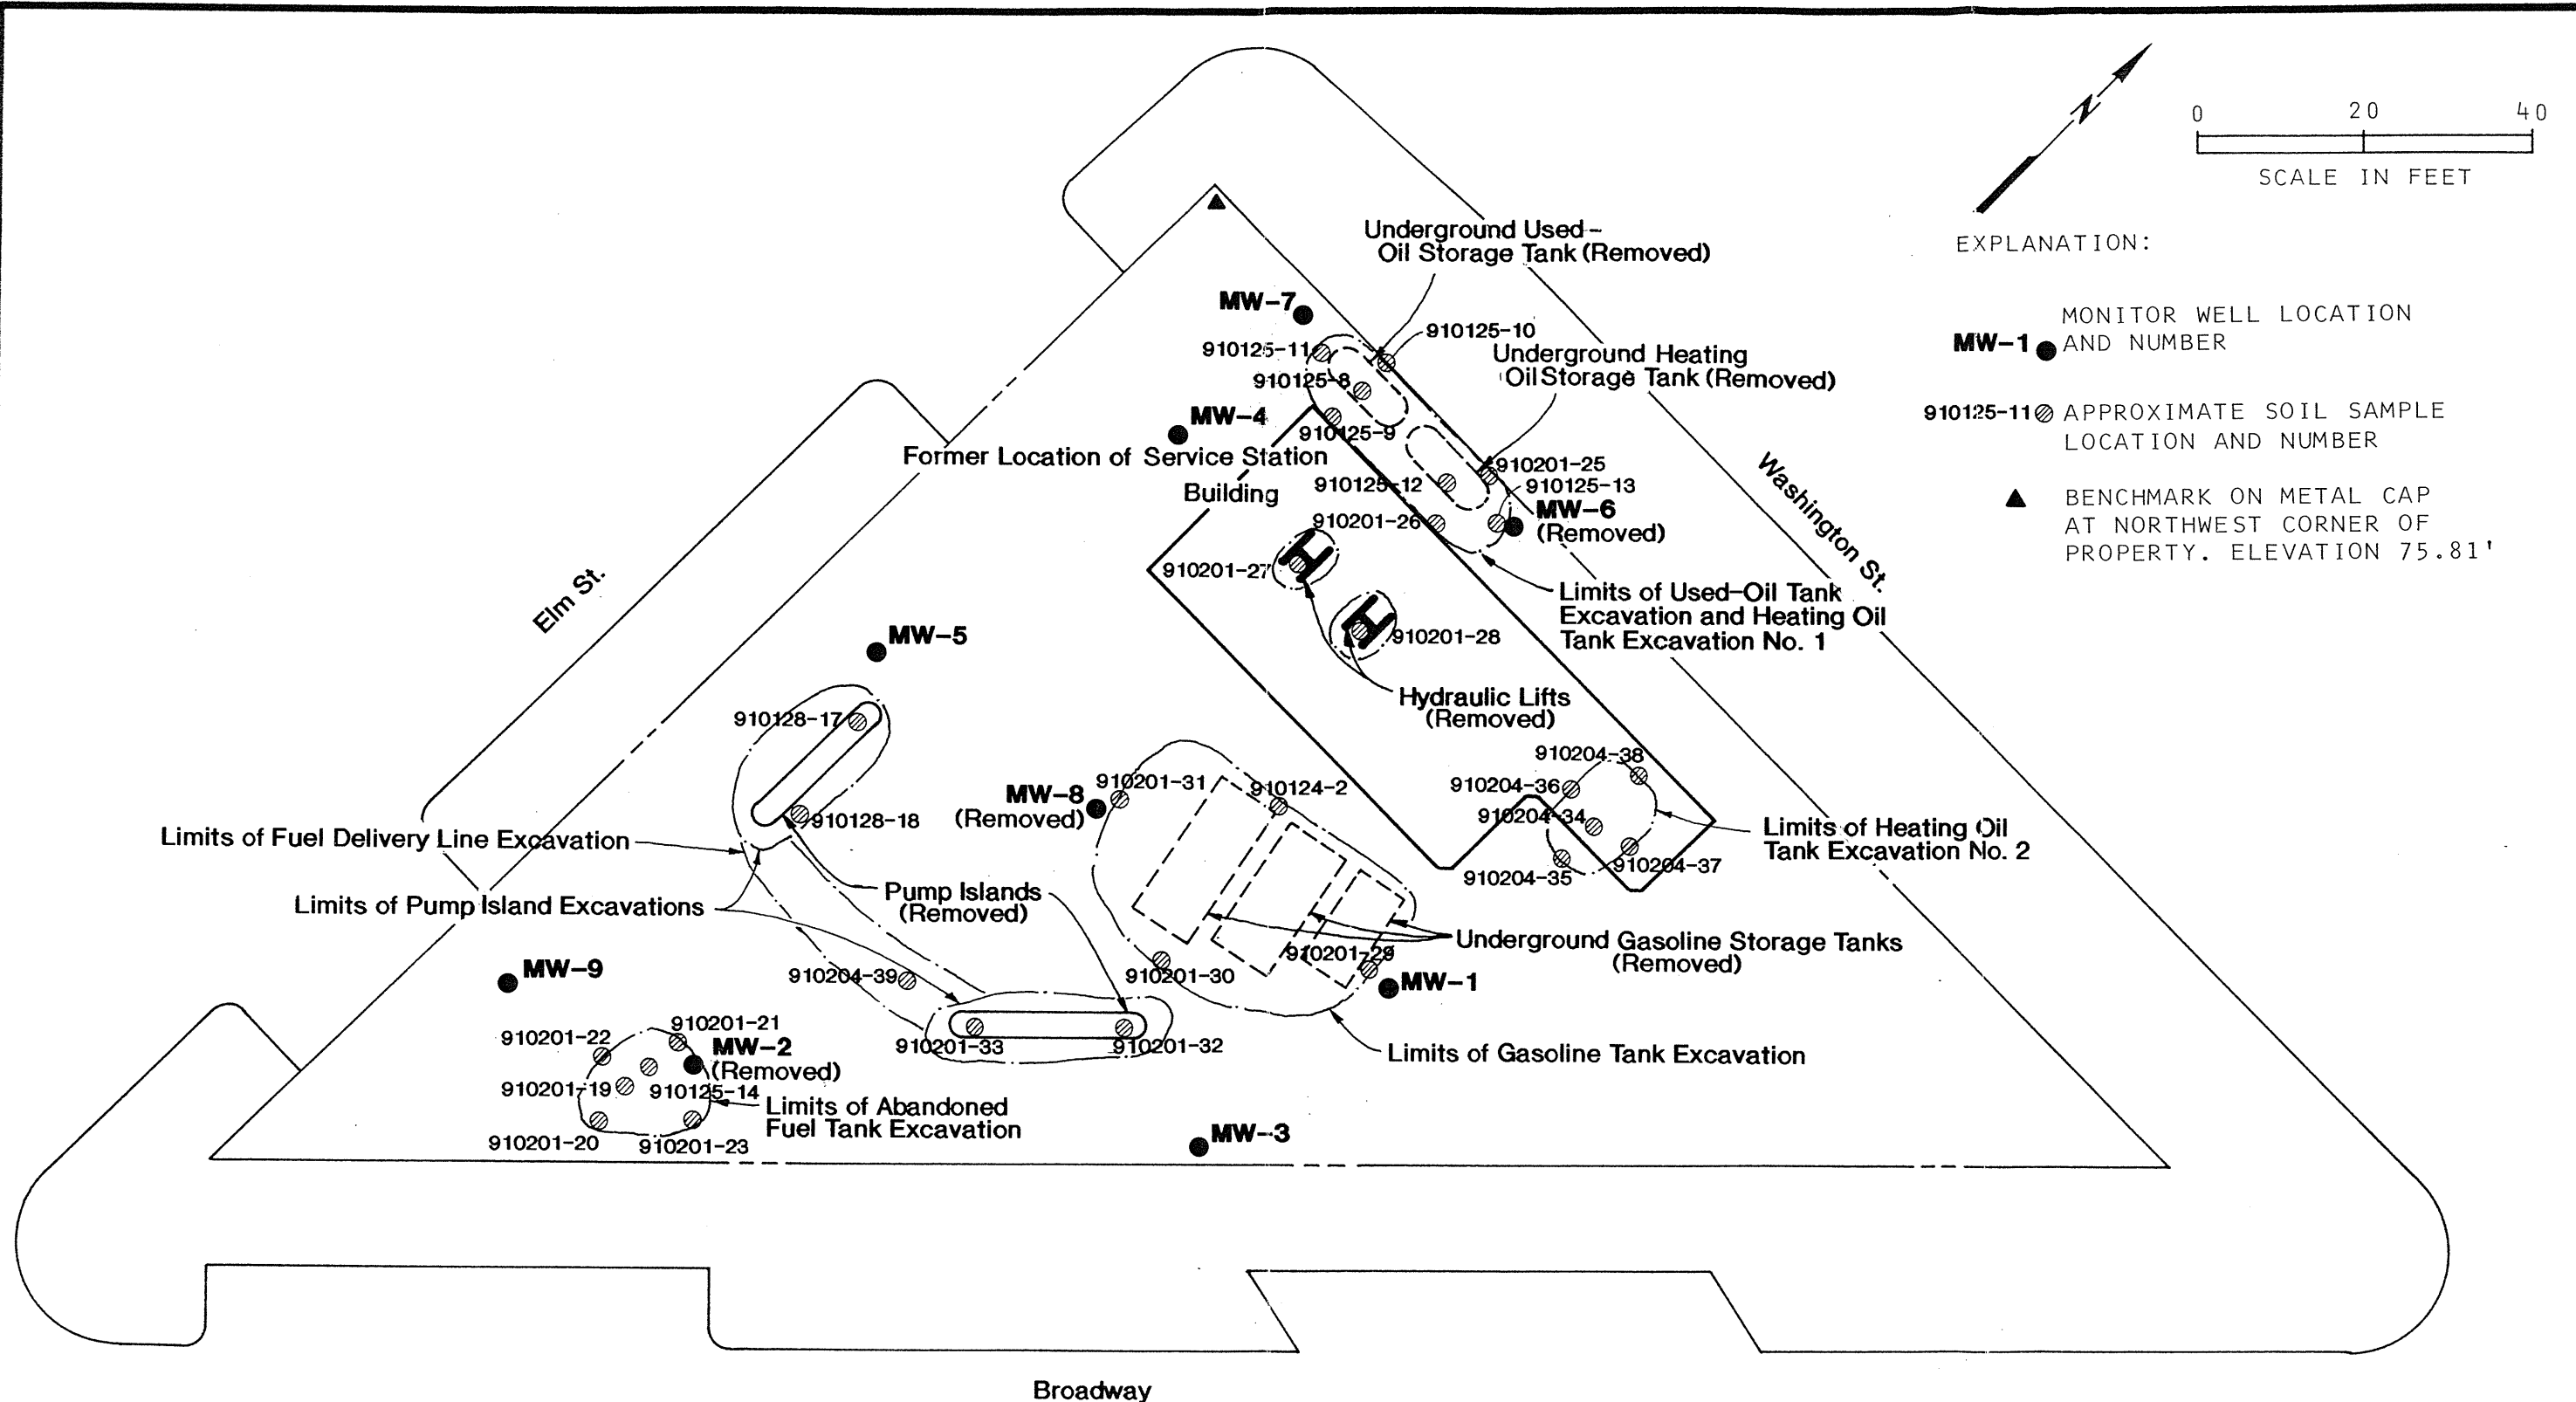 N
0 20 40
SCALE IN FEET
EXPLANATION:
MONITOR WELL LOCATION
MW-1 AND NUMBER
910125-11 APPROXIMATE SOIL SAMPLE
LOCATION AND NUMBER
BENCHMARK ON METAL CAP
AT NORTHWEST CORNER OF
PROPERTY. ELEVATION 75.81'
Underground Used-
Oil Storage Tank (Removed)
MW-7
910125-10
910125-11
Underground Heating
Oil Storage Tank (Removed)
910125-8
MW-4
910125-9
Former Location of Service Station
Building
910201-25
910125-12
910125-13
MW-6
(Removed)
910201-26
Washington St.
910201-27
Limits of Used-Oil Tank
Excavation and Heating Oil
Tank Excavation No. 1
Elm St.
MW-5
910201-28
Hydraulic Lifts
(Removed)
910128-17
910204-38
910201-31
910124-2
910204-36
MW-8
(Removed)
910128-18
910204-34
Limits of Heating Oil
Tank Excavation No. 2
Limits of Fuel Delivery Line Excavation
910204-37
910204-35
Pump Islands
(Removed)
Limits of Pump Island Excavations
Underground Gasoline Storage Tanks
(Removed)
910201-29
MW-9
910204-39
910201-30
MW-1
910201-21
910201-22
MW-2
(Removed)
910201-33
910201-32
Limits of Gasoline Tank Excavation
910201-19
910125-14
Limits of Abandoned
Fuel Tank Excavation
910201-20
910201-23
MW-3
Broadway